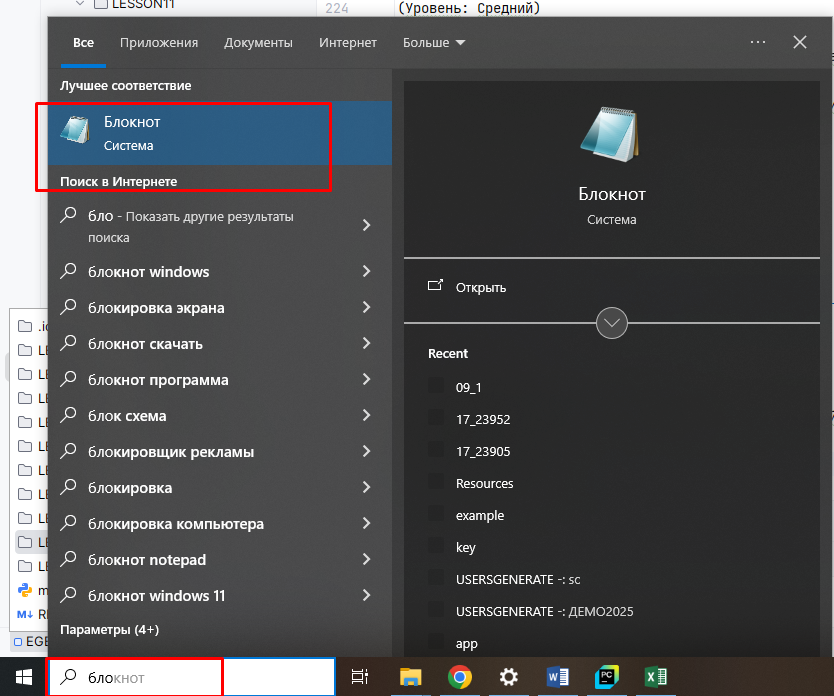 LESSON11
224
(Уровень: Средний)
Все
Приложения
Документы
Интернет
Больше
Лучшее соответствие
Блокнот
Система
Поиск в Интернете
бло - Показать другие результаты
поиска
блокнот windows
блокировка экрана
блокнот скачать
блокнот программа
блок схема
блокировщик рекламы
блокировка
блокировка компьютера
блокнот notepad
блокнот windows 11
Параметры (4+)
Блокнот
Система
Открыть
Recent
09_1
17_23952
17_23905
Resources
example
key
USERSGENERATE -: sc
USERSGENERATE -: ДЕМО2025
app
EGE
блокнот
W
PC
X